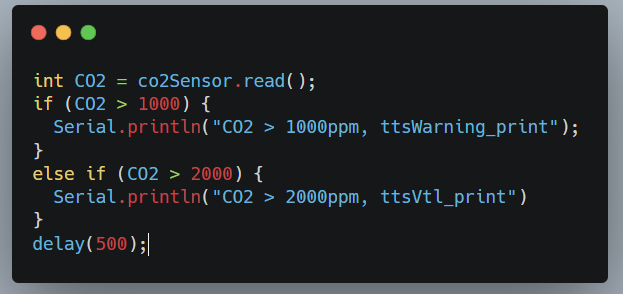 int CO2 = co2Sensor.read();
if (CO2 > 1000) {
  Serial.println("CO2 > 1000ppm, ttsWarning_print");
}
else if (CO2 > 2000) {
  Serial.println("CO2 > 2000ppm, ttsVtl_print")
}
delay(500);